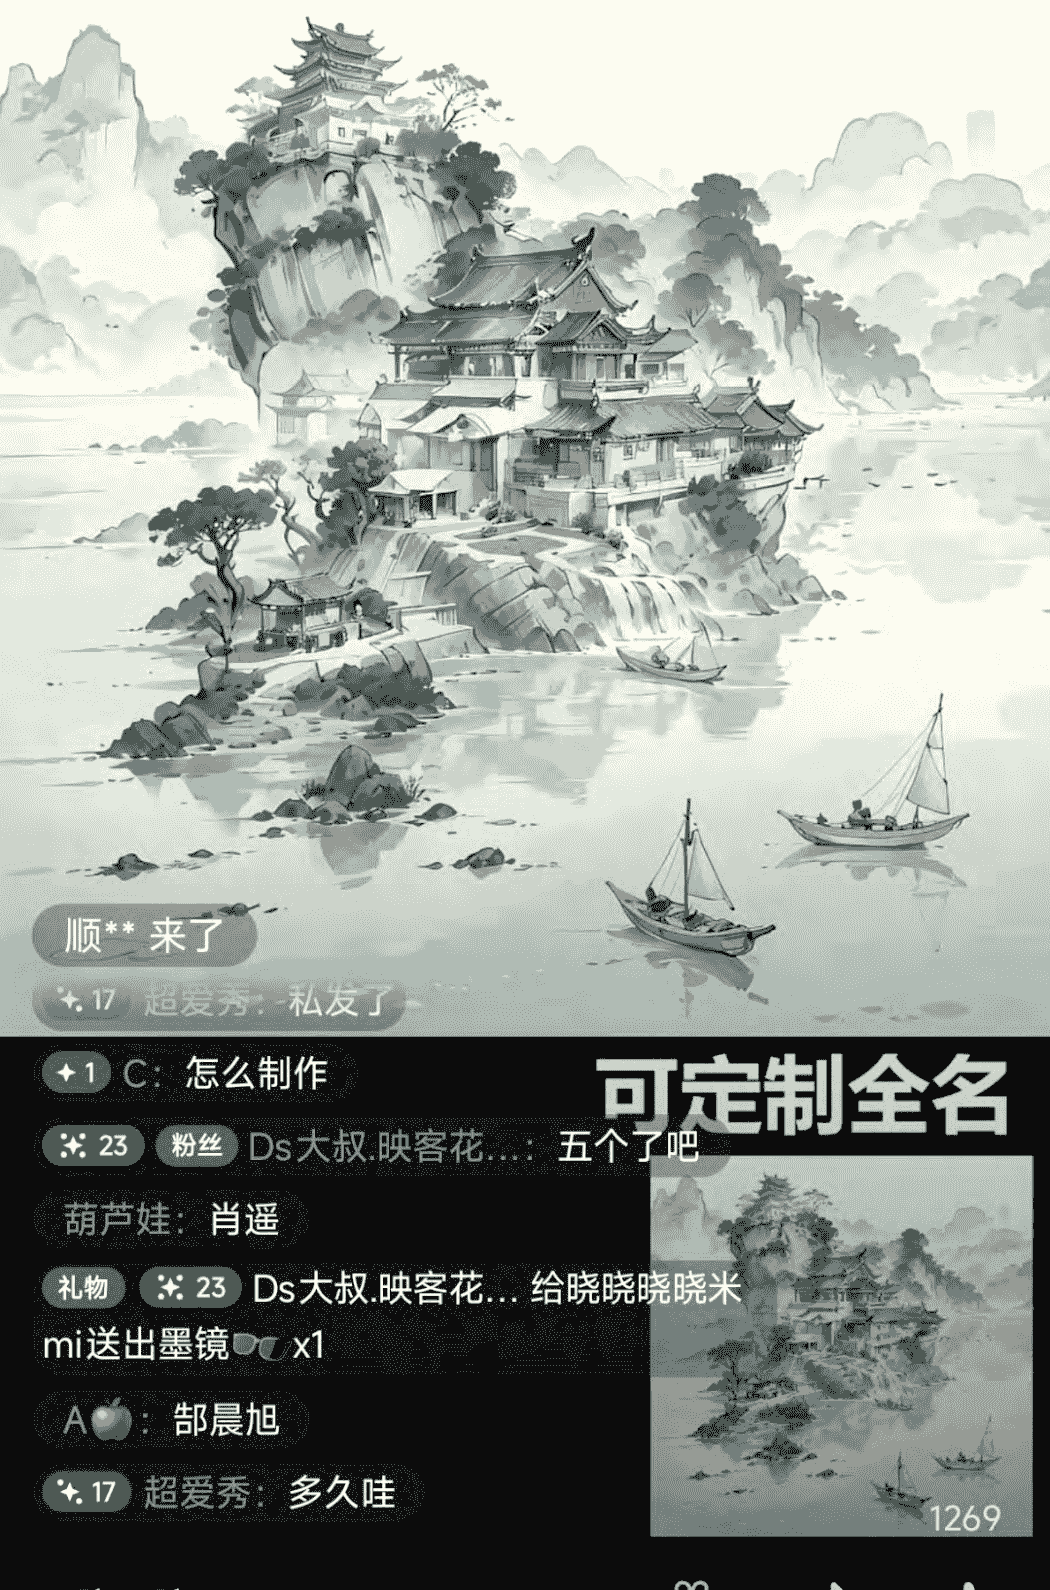 顺** 来了
17 超爱秀：私发了
1 C：怎么制作
可定制全名
23 粉丝 Ds大叔.映客花...：五个了吧
葫芦娃：肖遥
礼物 23 Ds大叔.映客花... 给晓晓晓晓米
mi送出墨镜🕶️x1
A🍎：郜晨旭
17 超爱秀：多久哇
1269